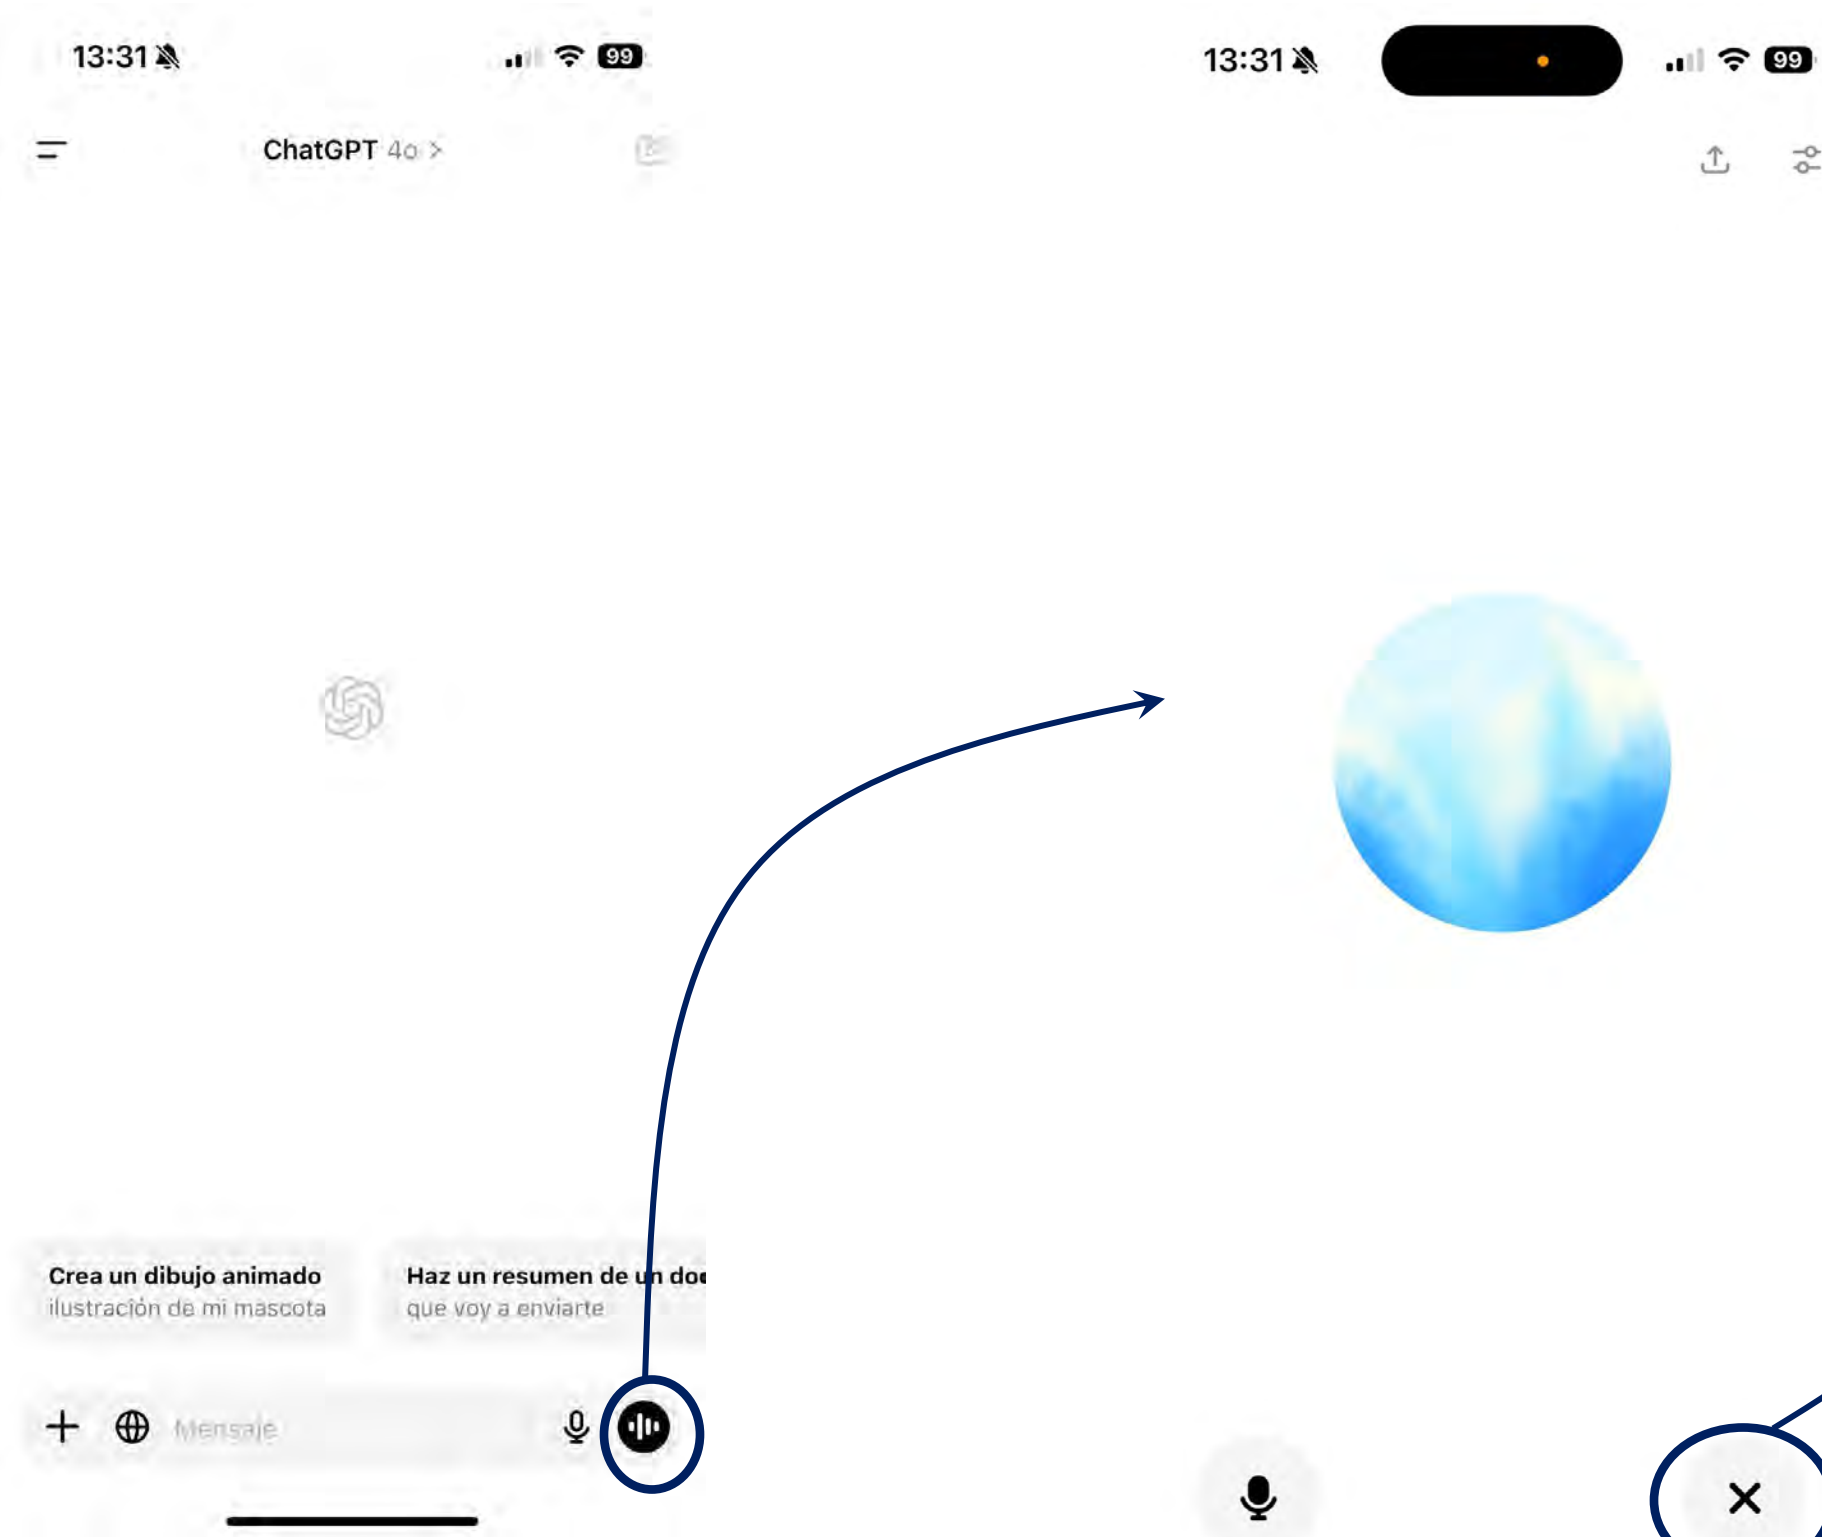 13:31
99
ChatGPT 4o >
Crea un dibujo animado
ilustración de mi mascota
Haz un resumen de un doc
que voy a enviarte
Mensaje
13:31
99